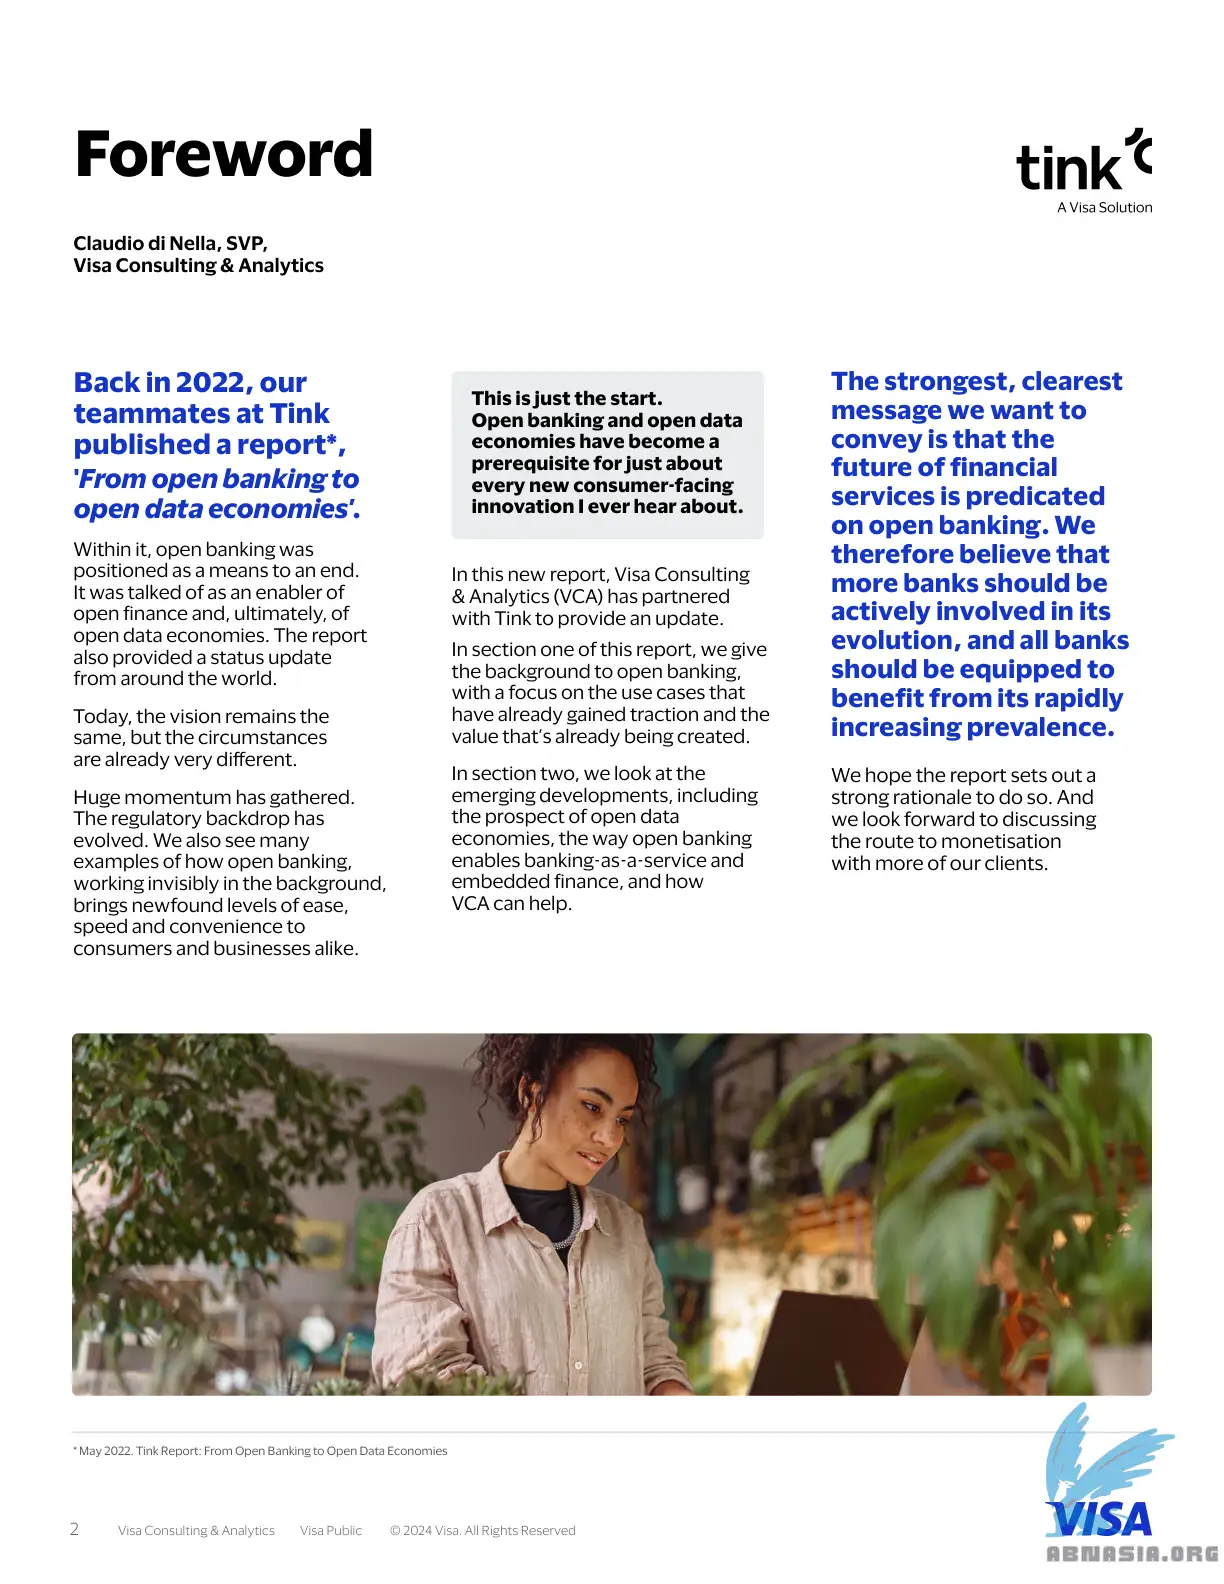 Foreword
tink
A Visa Solution
Claudio di Nella, SVP,
Visa Consulting & Analytics
Back in 2022, our
teammates at Tink
published a report*,
'From open banking to
open data economies'.
Within it, open banking was
positioned as a means to an end.
It was talked of as an enabler of
open finance and, ultimately, of
open data economies. The report
also provided a status update
from around the world.
Today, the vision remains the
same, but the circumstances
are already very different.
Huge momentum has gathered.
The regulatory backdrop has
evolved. We also see many
examples of how open banking,
working invisibly in the background,
brings newfound levels of ease,
speed and convenience to
consumers and businesses alike.
This is just the start.
Open banking and open data
economies have become a
prerequisite for just about
every new consumer-facing
innovation I ever hear about.
In this new report, Visa Consulting
& Analytics (VCA) has partnered
with Tink to provide an update.
In section one of this report, we give
the background to open banking,
with a focus on the use cases that
have already gained traction and the
value that's already being created.
In section two, we look at the
emerging developments, including
the prospect of open data
economies, the way open banking
enables banking-as-a-service and
embedded finance, and how
VCA can help.
The strongest, clearest
message we want to
convey is that the
future of financial
services is predicated
on open banking. We
therefore believe that
more banks should be
actively involved in its
evolution, and all banks
should be equipped to
benefit from its rapidly
increasing prevalence.
We hope the report sets out a
strong rationale to do so. And
we look forward to discussing
the route to monetisation
with more of our clients.
* May 2022. Tink Report: From Open Banking to Open Data Economies
2 Visa Consulting & Analytics Visa Public © 2024 Visa. All Rights Reserved
VISA
ABNASIA.ORG